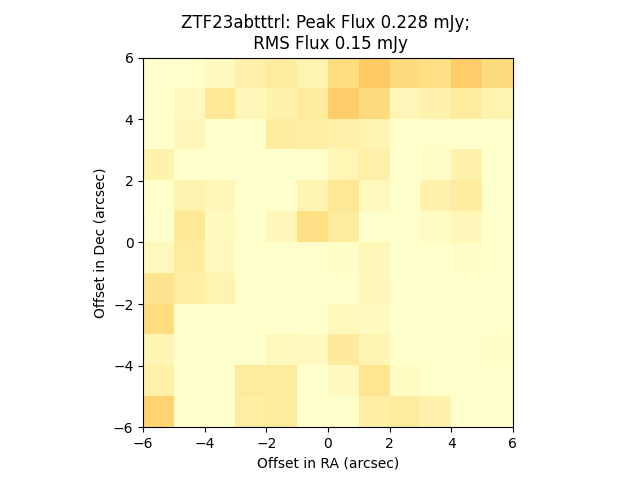 ZTF23abtttrl: Peak Flux 0.228 mJy;
RMS Flux 0.15 mJy
6
4
2
0
−2
−4
−6
Offset in Dec (arcsec)
−6 −4 −2 0 2 4 6
Offset in RA (arcsec)